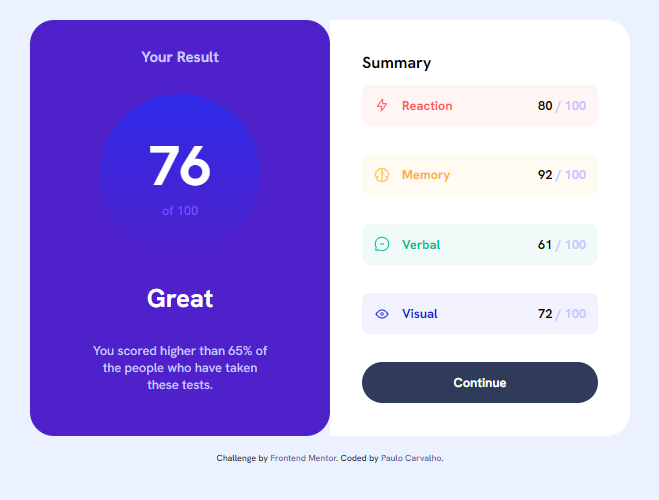 Your Result
76
of 100
Great
You scored higher than 65% of
the people who have taken
these tests.
Summary
Reaction 80 / 100
Memory 92 / 100
Verbal 61 / 100
Visual 72 / 100
Continue
Challenge by Frontend Mentor. Coded by Paulo Carvalho.